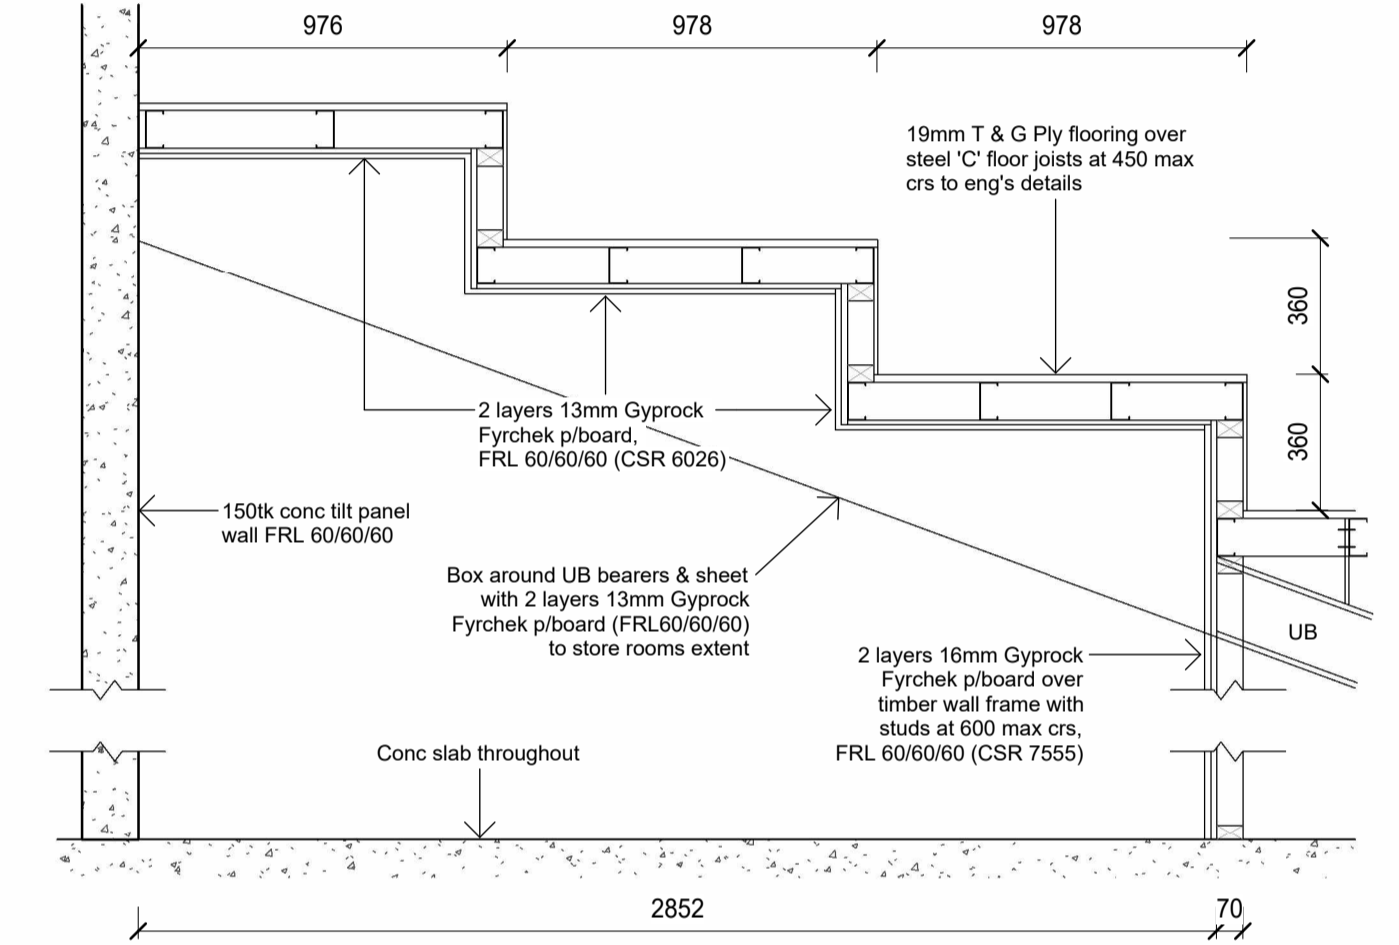 976
978
978
19mm T & G Ply flooring over
steel 'C' floor joists at 450 max
crs to eng's details
360
360
2 layers 13mm Gyprock
Fyrchek p/board,
FRL 60/60/60 (CSR 6026)
150tk conc tilt panel
wall FRL 60/60/60
Box around UB bearers & sheet
with 2 layers 13mm Gyprock
Fyrchek p/board (FRL60/60/60)
to store rooms extent
UB
2 layers 16mm Gyprock
Fyrchek p/board over
timber wall frame with
studs at 600 max crs,
FRL 60/60/60 (CSR 7555)
Conc slab throughout
2852
70